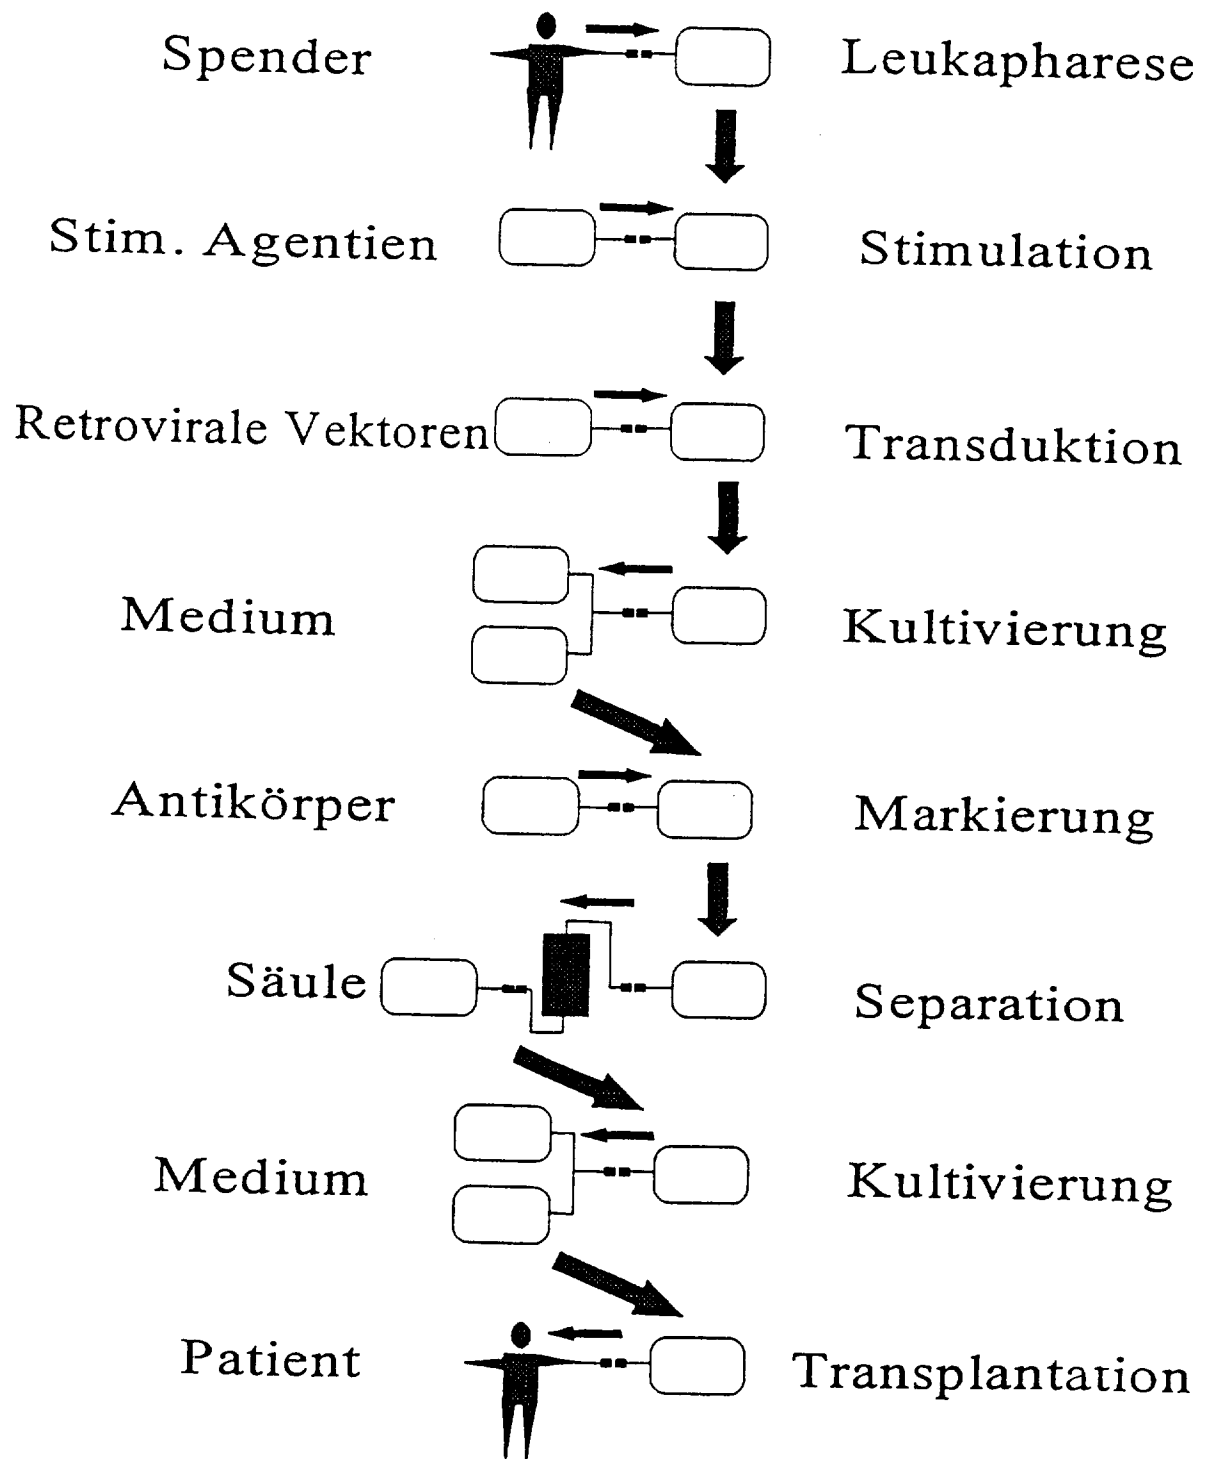 Spender
Leukapharese
Stim. Agentien
Stimulation
Retrovirale Vektoren
Transduktion
Medium
Kultivierung
Antikörper
Markierung
Säule
Separation
Medium
Kultivierung
Patient
Transplantation